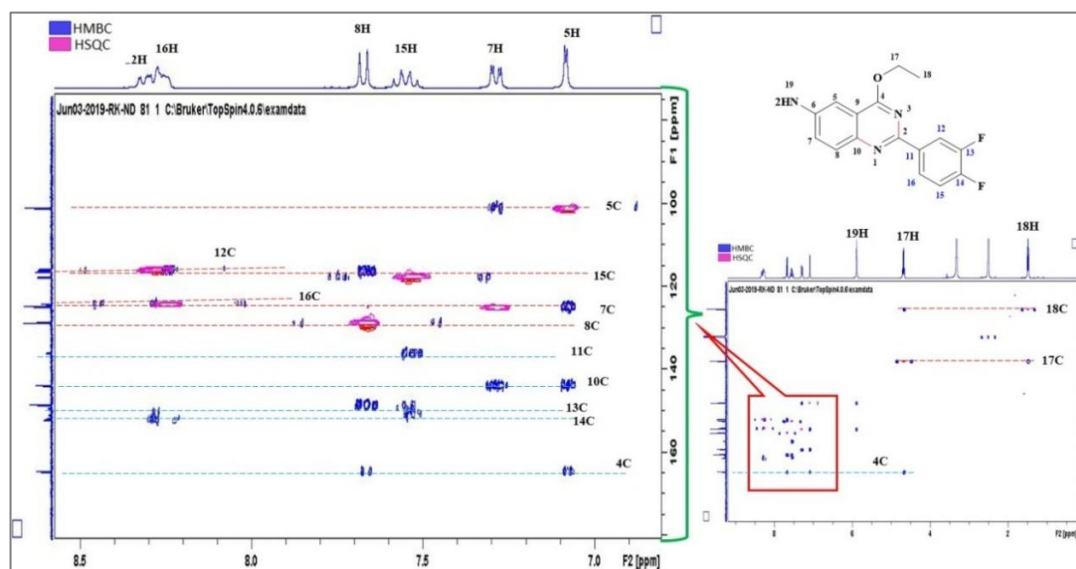 HMBC
HSQC
..2H
16H
8H
15H
7H
5H
Jun03-2019-RK-ND 81 1 C:\Bruker\TopSpin4.0.6\examdata
F1 [ppm]
100
120
140
160
5C
12C
15C
16C
7C
8C
11C
10C
13C
14C
4C
8.5
8.0
7.5
7.0
F2 [ppm]
17
18
O
19
2HN
6
5
4
9
3
N
7
8
10
N
1
2
11
12
13
F
16
15
14
F
HMBC
HSQC
19H
17H
18H
Jun03-2019-RK-ND 81 1 C:\Bruker\TopSpin4.0.6\examdata
18C
17C
4C
8
6
4
2
F2 [ppm]